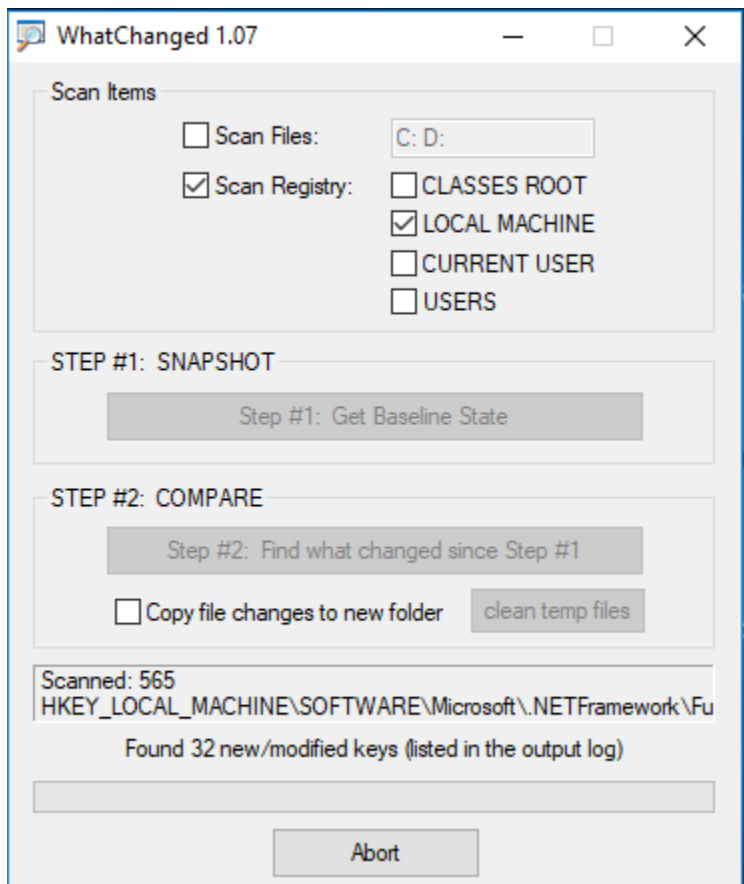 WhatChanged 1.07
Scan Items
Scan Files: C: D:
Scan Registry: CLASSES ROOT
LOCAL MACHINE
CURRENT USER
USERS
STEP #1: SNAPSHOT
Step #1: Get Baseline State
STEP #2: COMPARE
Step #2: Find what changed since Step #1
Copy file changes to new folder clean temp files
Scanned: 565
HKEY_LOCAL_MACHINE\SOFTWARE\Microsoft\.NETFramework\Fu
Found 32 new/modified keys (listed in the output log)
Abort